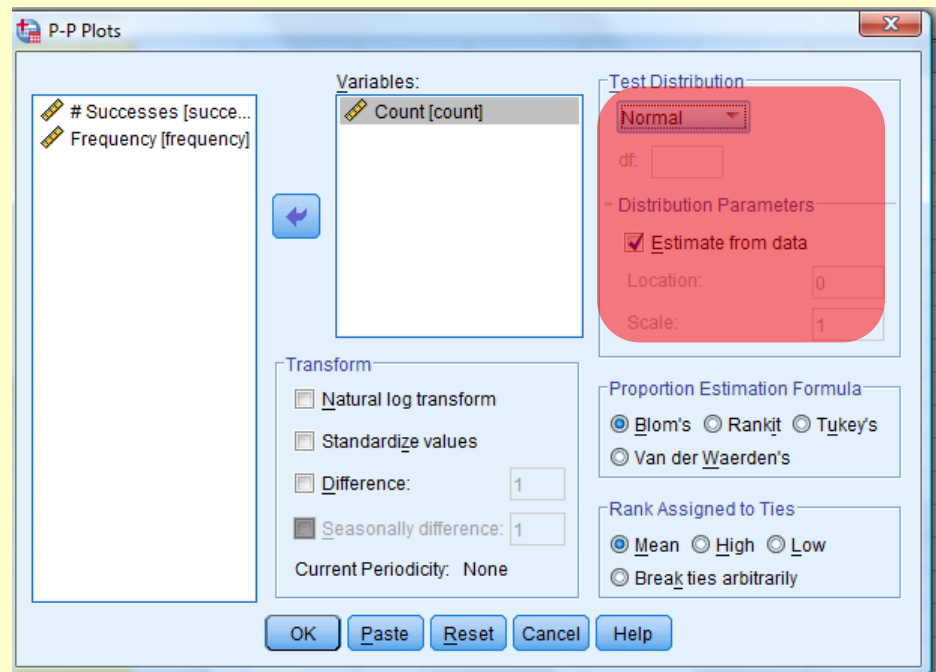 P-P Plots
# Successes [succe...
Frequency [frequency]
Variables:
Count [count]
Transform
Natural log transform
Standardize values
Difference: 1
Seasonally difference: 1
Current Periodicity: None
Test Distribution
Normal
df:
Distribution Parameters
Estimate from data
Location: 0
Scale: 1
Proportion Estimation Formula
Blom's Rankit Tukey's
Van der Waerden's
Rank Assigned to Ties
Mean High Low
Break ties arbitrarily
OK Paste Reset Cancel Help